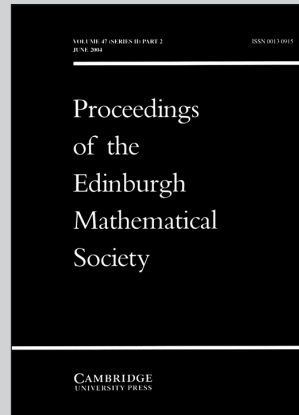 VOLUME 47 (SERIES II) PART 2 ISSN 0013 0915
JUNE 2004
Proceedings
of the
Edinburgh
Mathematical
Society
CAMBRIDGE
UNIVERSITY PRESS